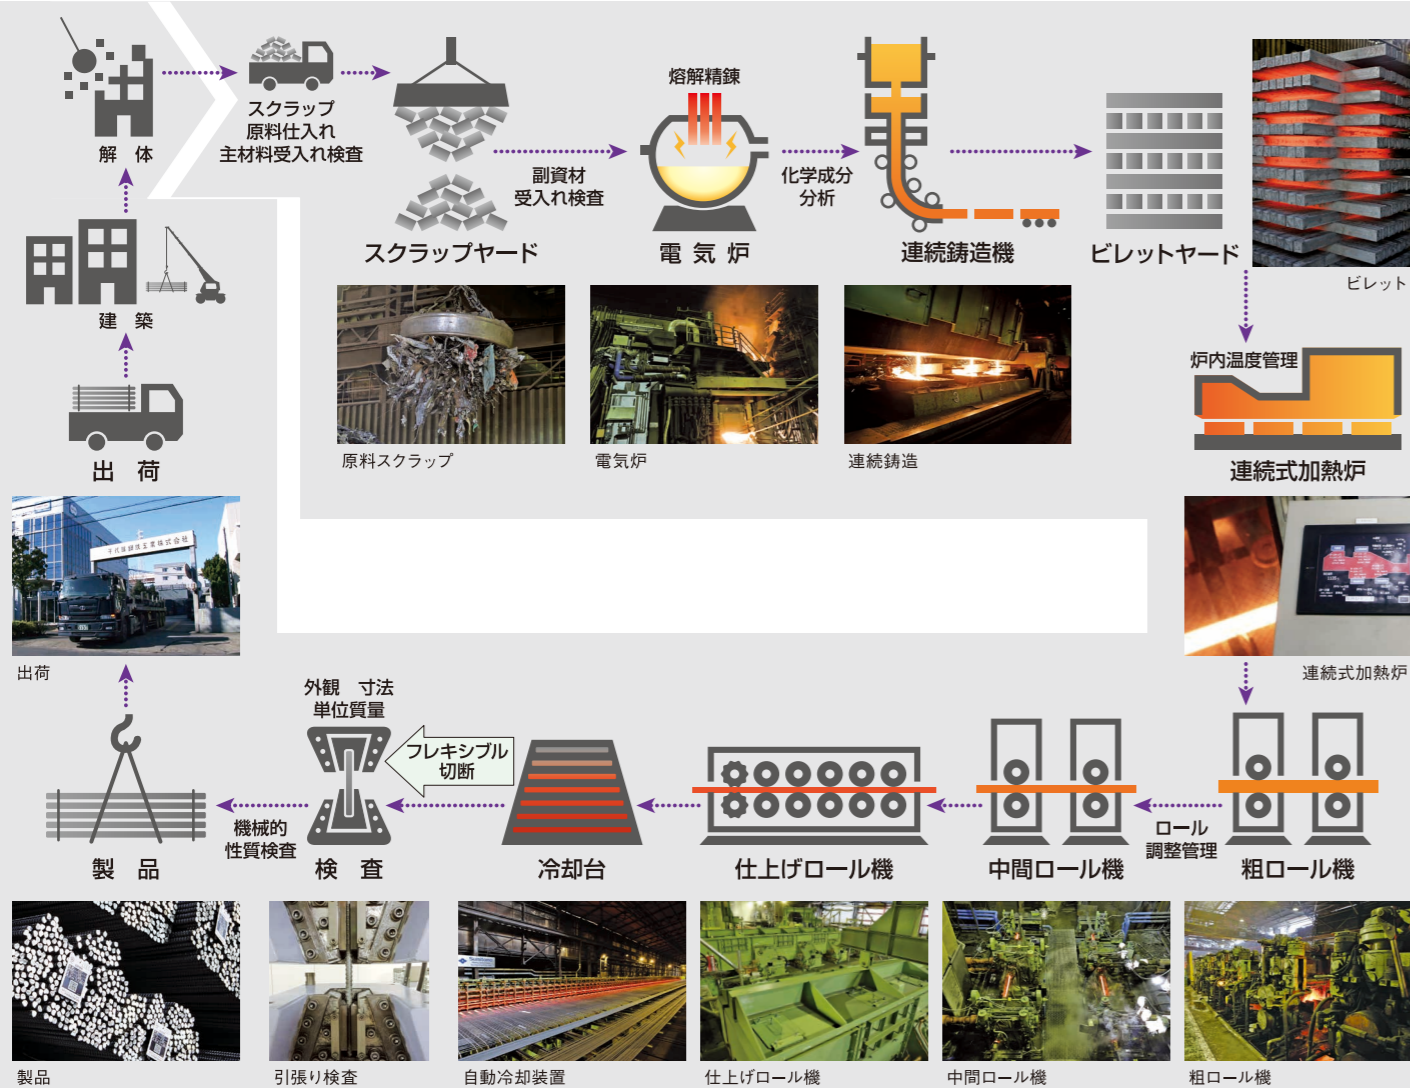 解 体
スクラップ
原料仕入れ
主材料受入れ検査
スクラップヤード
副資材
受入れ検査
熔解精錬
電 気 炉
化学成分
分析
連続鋳造機
ビレットヤード
ビレット
原料スクラップ
電気炉
連続鋳造
炉内温度管理
連続式加熱炉
連続式加熱炉
粗ロール機
ロール
調整管理
中間ロール機
仕上げロール機
冷却台
フレキシブル
切断
外観 寸法
単位質量
検 査
機械的
性質検査
製 品
出荷
出 荷
建 築
製品
引張り検査
自動冷却装置
仕上げロール機
中間ロール機
粗ロール機